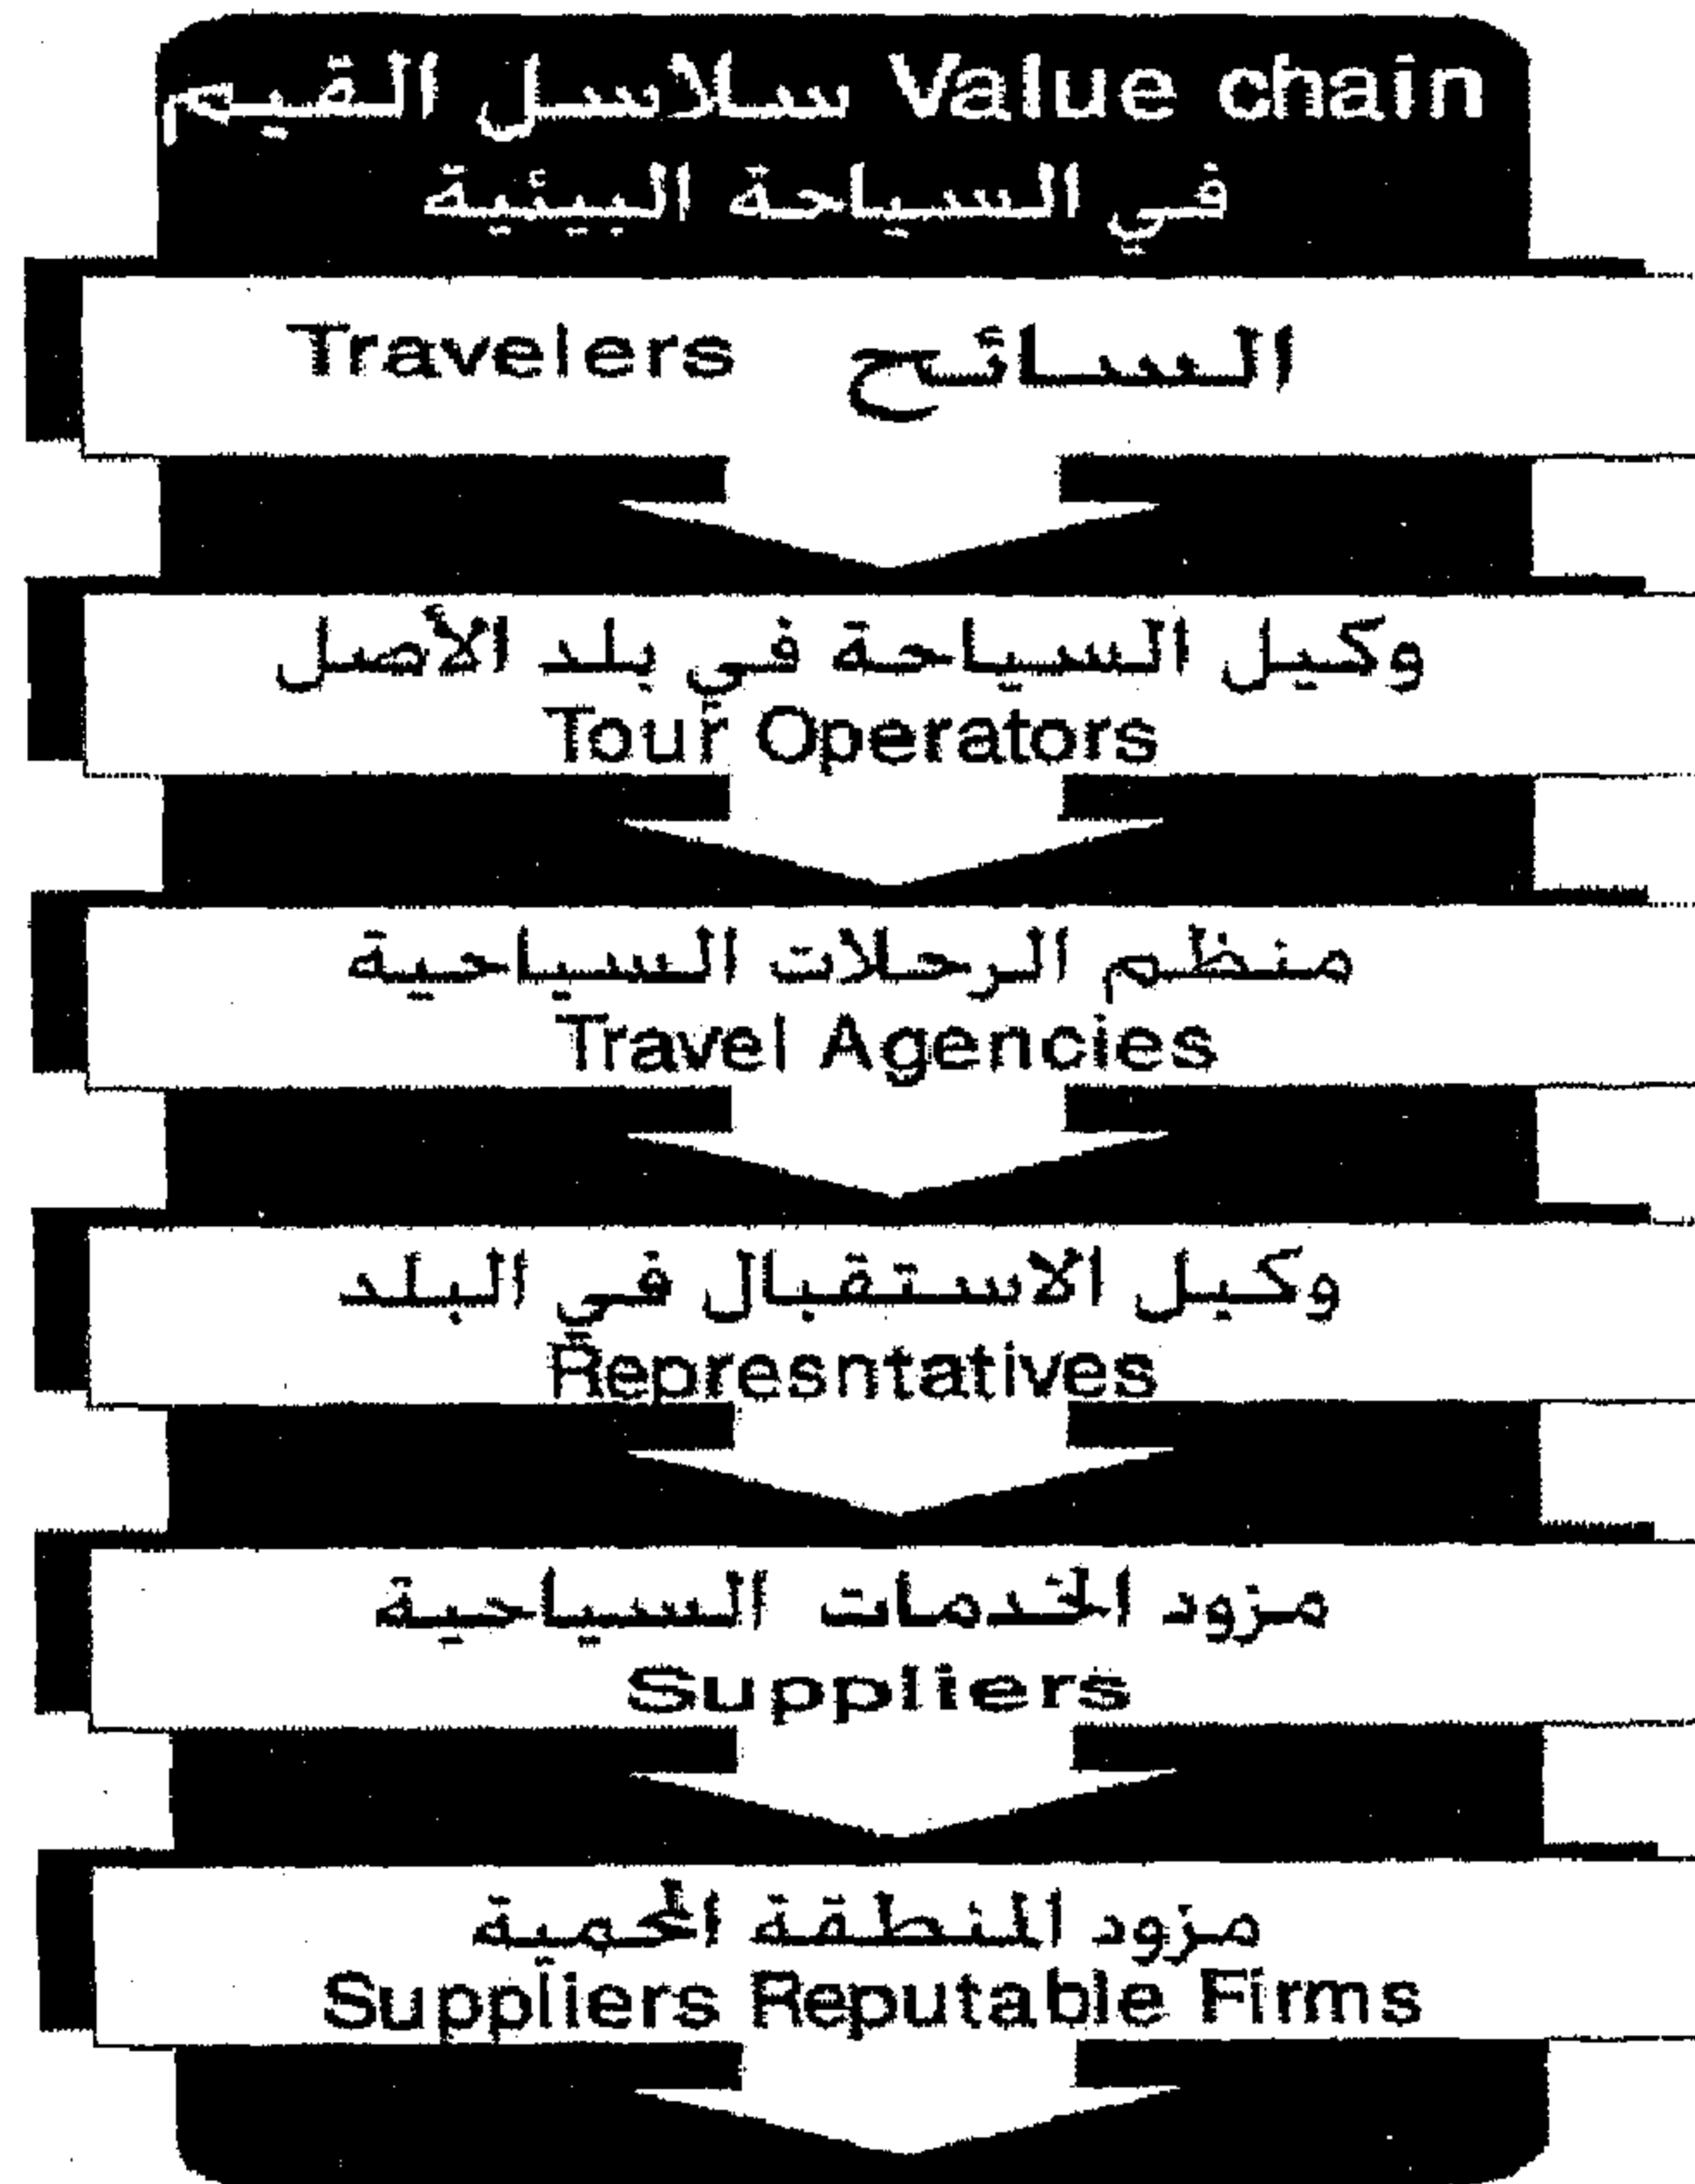 سلاسل القيم Value chain
في السياحة البيئية
السائح Travelers
وكيل السياحة في بلد الأصل
Tour Operators
منظم الرحلات السياحية
Travel Agencies
وكيل الاستقبال في البلد
Represntatives
مزود الخدمات السياحية
Suppliers
مزود المنطقة المحمية
Suppliers Reputable Firms